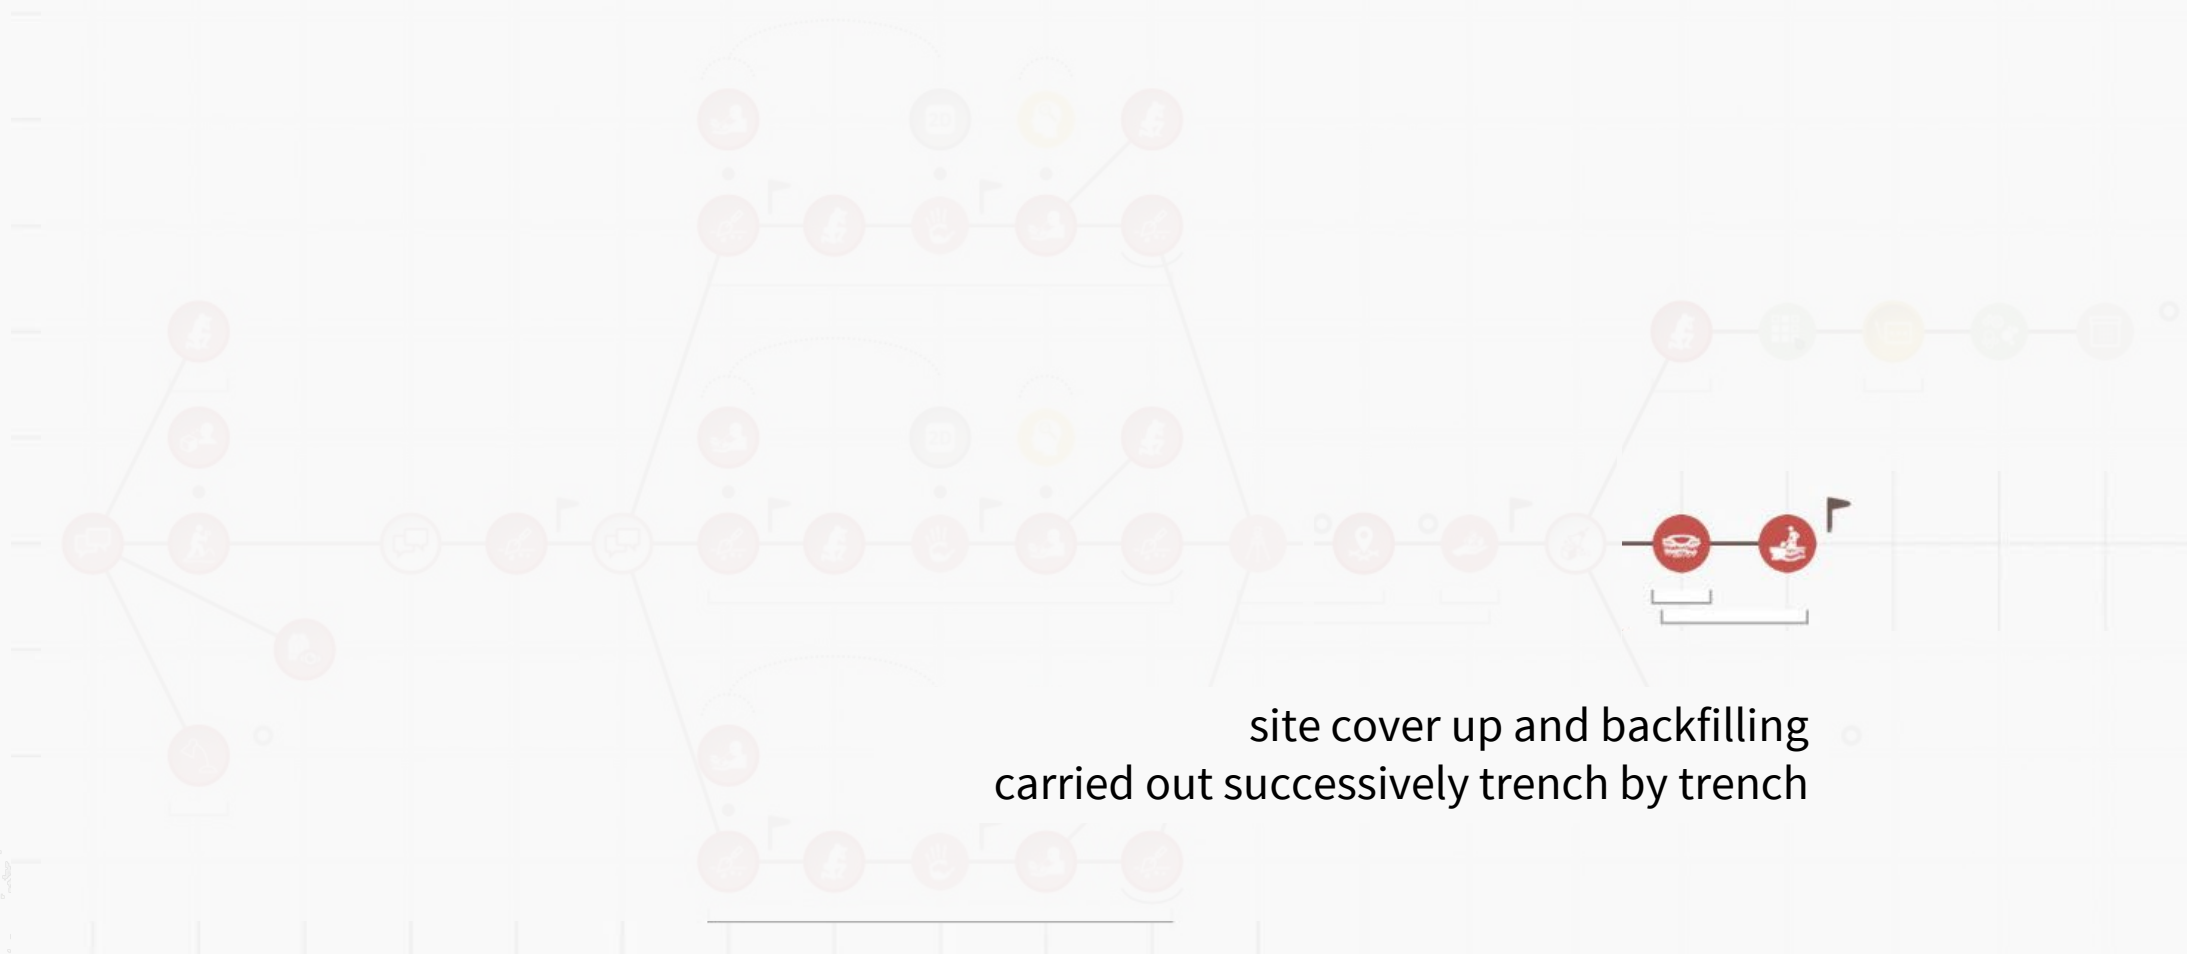 site cover up and backfilling
carried out successively trench by trench